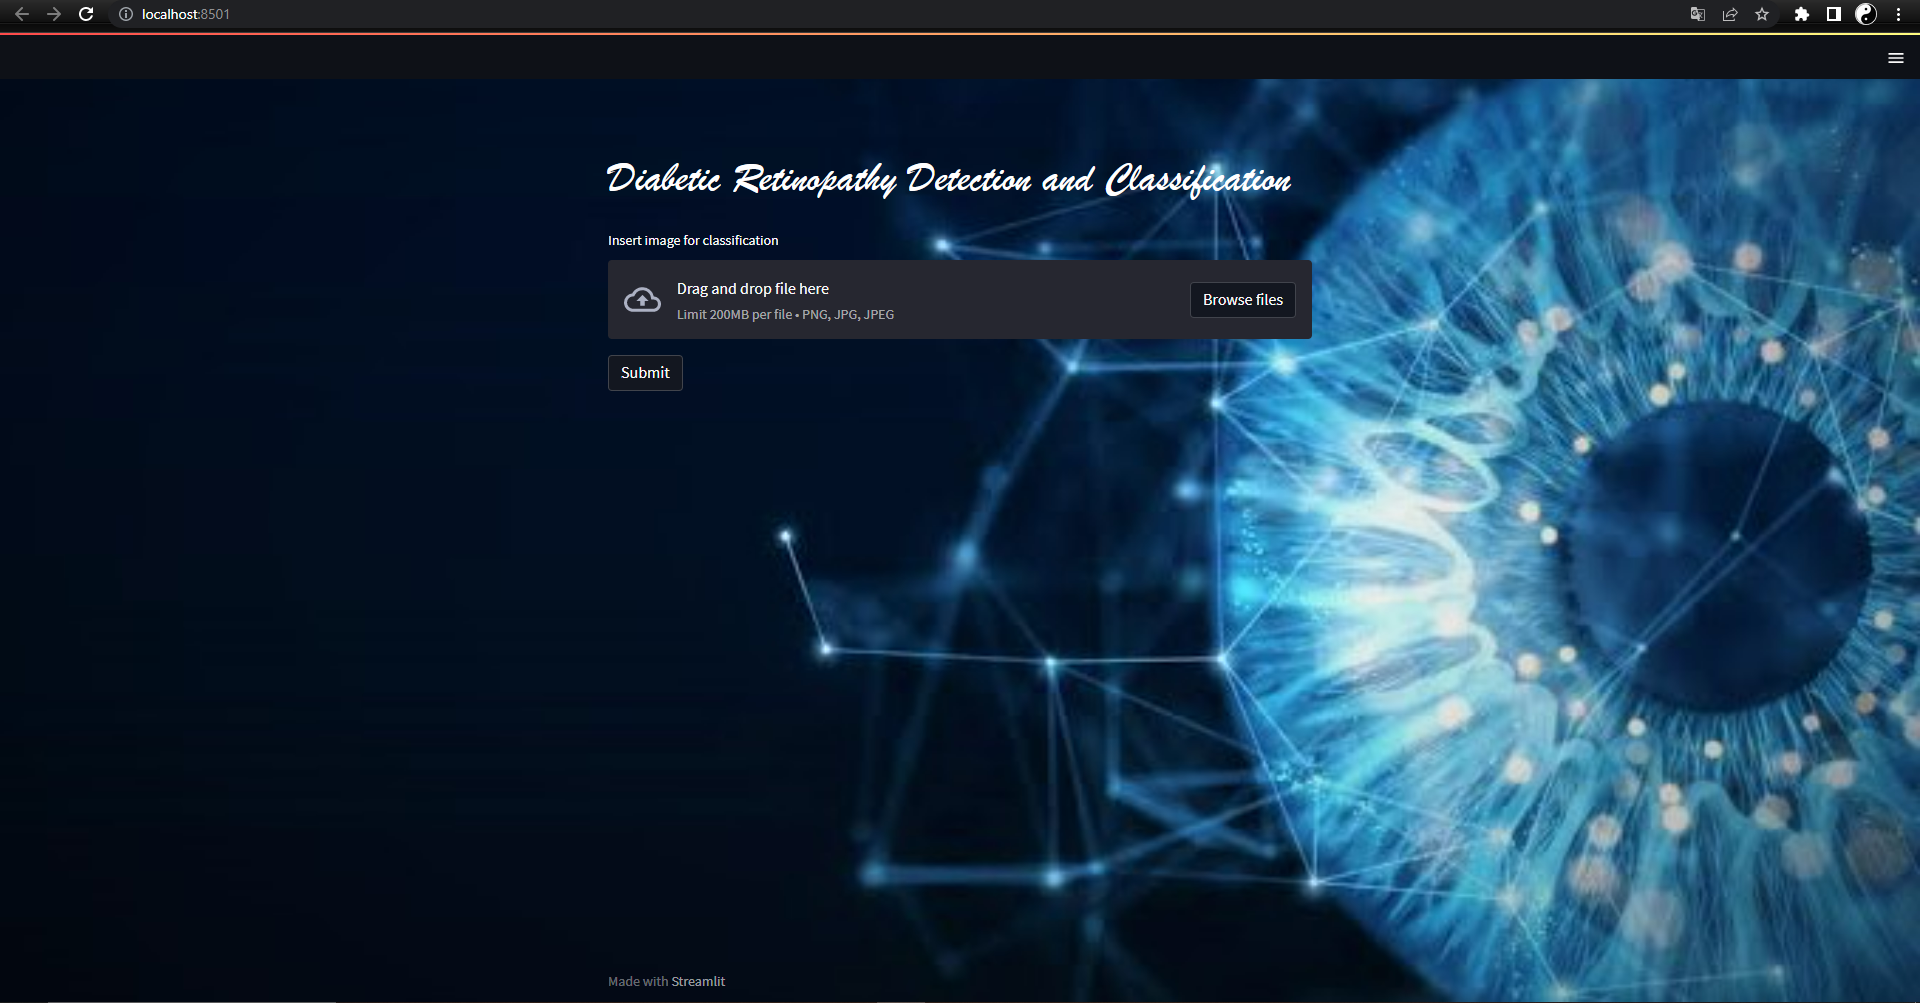 localhost:8501
Diabetic Retinopathy Detection and Classification
Insert image for classification
Drag and drop file here
Limit 200MB per file • PNG, JPG, JPEG
Browse files
Submit
Made with Streamlit